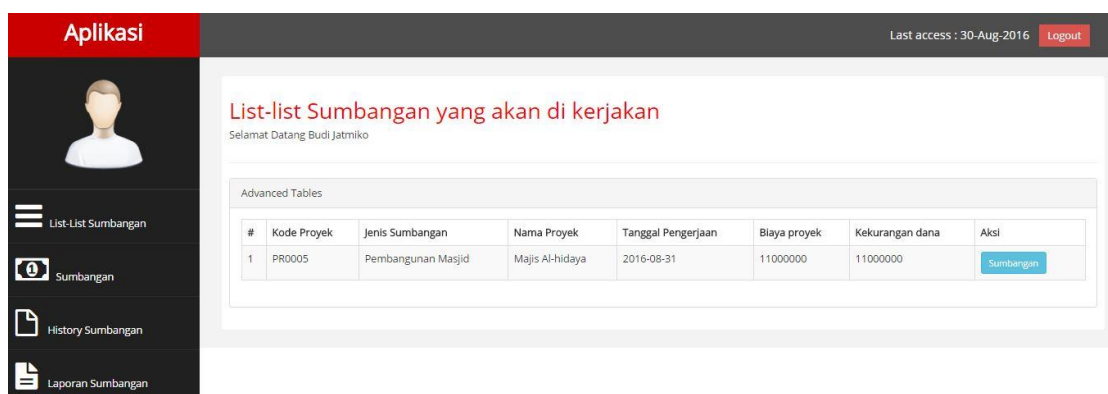 Aplikasi
Last access : 30-Aug-2016 Logout
List-list Sumbangan yang akan di kerjakan
Selamat Datang Budi Jatmiko
Advanced Tables
# Kode Proyek Jenis Sumbangan Nama Proyek Tanggal Pengerjaan Biaya proyek Kekurangan dana Aksi
1 PR0005 Pembangunan Masjid Majis Al-hidaya 2016-08-31 11000000 11000000 Sumbangan
List-List Sumbangan
Sumbangan
History Sumbangan
Laporan Sumbangan